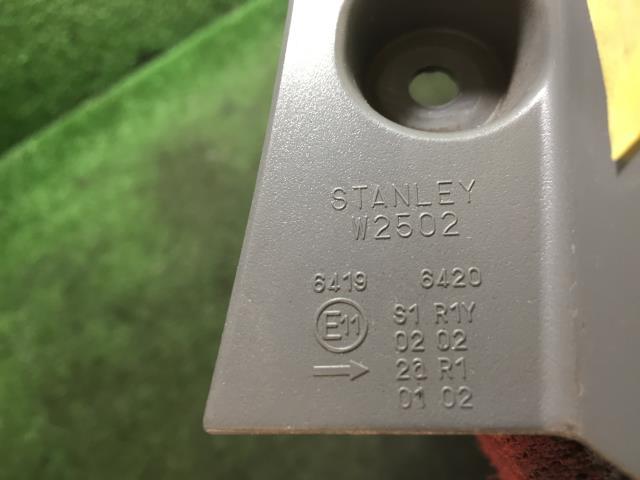 STANLEY
W2502
6419 6420
E11 S1 R1Y
02 02
→ 2a R1
01 02